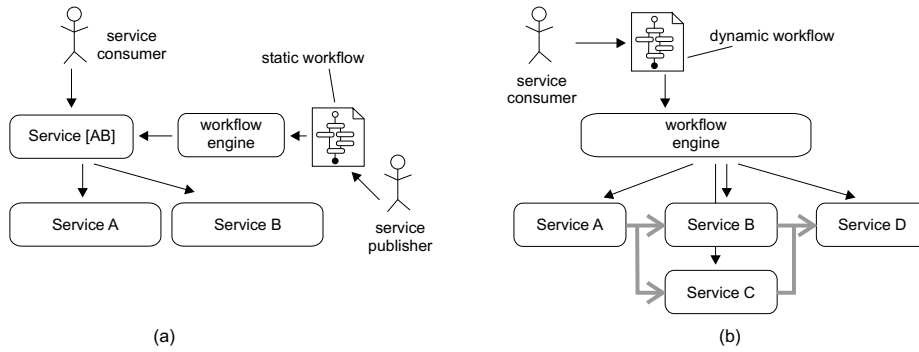 service
consumer
static workflow
Service [AB]
workflow
engine
Service A
Service B
service
publisher
(a)
service
consumer
dynamic workflow
workflow
engine
Service A
Service B
Service D
Service C
(b)